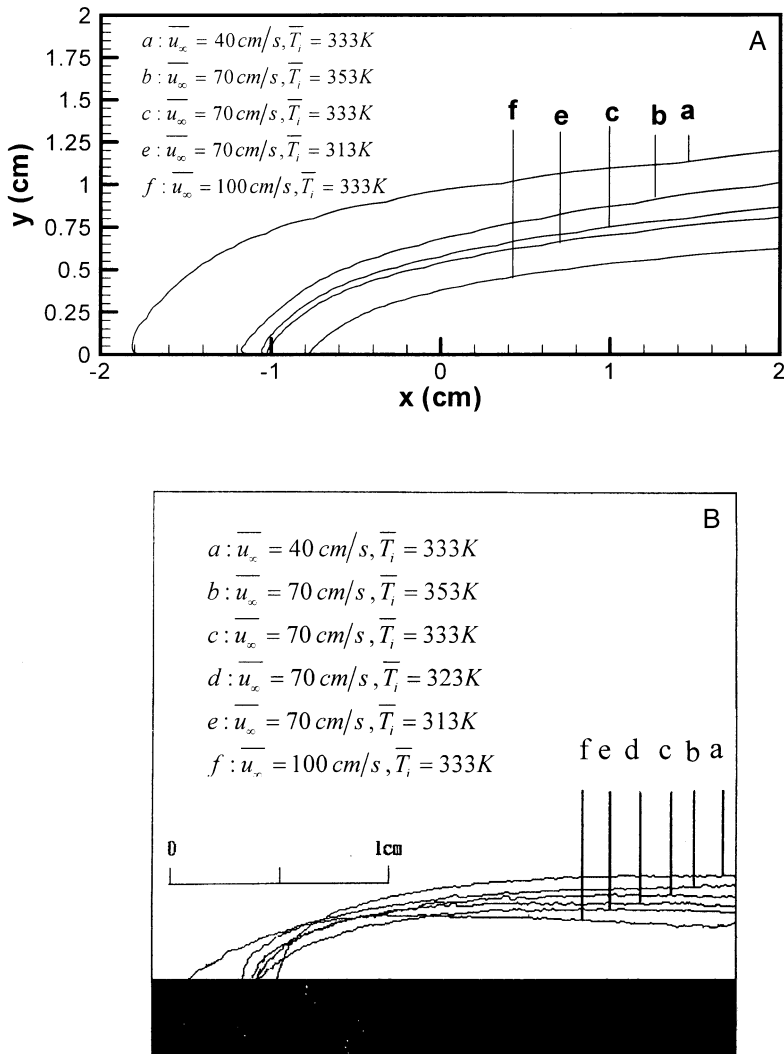 2
A
a : u∞ = 40 cm/s, Ti = 333K
1.75
b : u∞ = 70 cm/s, Ti = 353K
1.5
c : u∞ = 70 cm/s, Ti = 333K
f e c b a
1.25
e : u∞ = 70 cm/s, Ti = 313K
1
f : u∞ = 100 cm/s, Ti = 333K
y (cm)
0.75
0.5
0.25
0
-2 -1 0 1 2
x (cm)
B
a : u∞ = 40 cm/s, Ti = 333K
b : u∞ = 70 cm/s, Ti = 353K
c : u∞ = 70 cm/s, Ti = 333K
d : u∞ = 70 cm/s, Ti = 323K
e : u∞ = 70 cm/s, Ti = 313K
f : u∞ = 100 cm/s, Ti = 333K
f e d c b a
0 1cm